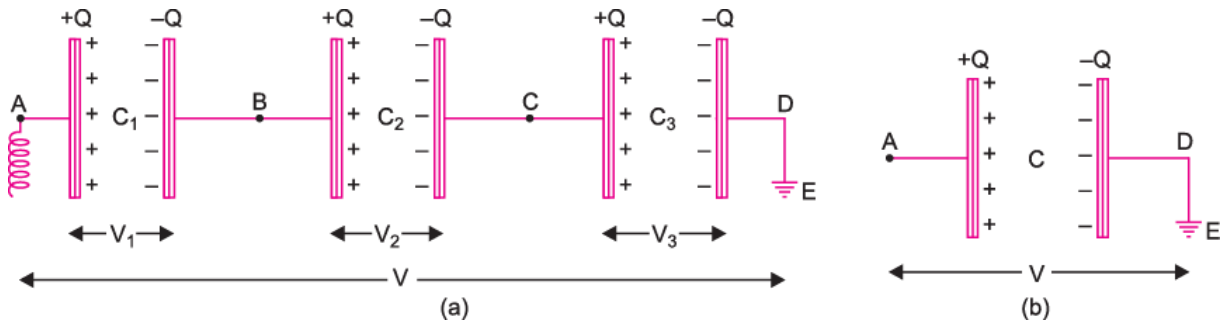 +Q –Q +Q –Q +Q –Q
A + – C₁ B + – C₂ C + – C₃ D
+ – + – + –
+ – + – + –
+ – + – + –
+ – + – + –
E
V₁ V₂ V₃
V
(a)
+Q –Q
A + – C D
+ –
+ –
+ –
+ –
–
E
V
(b)